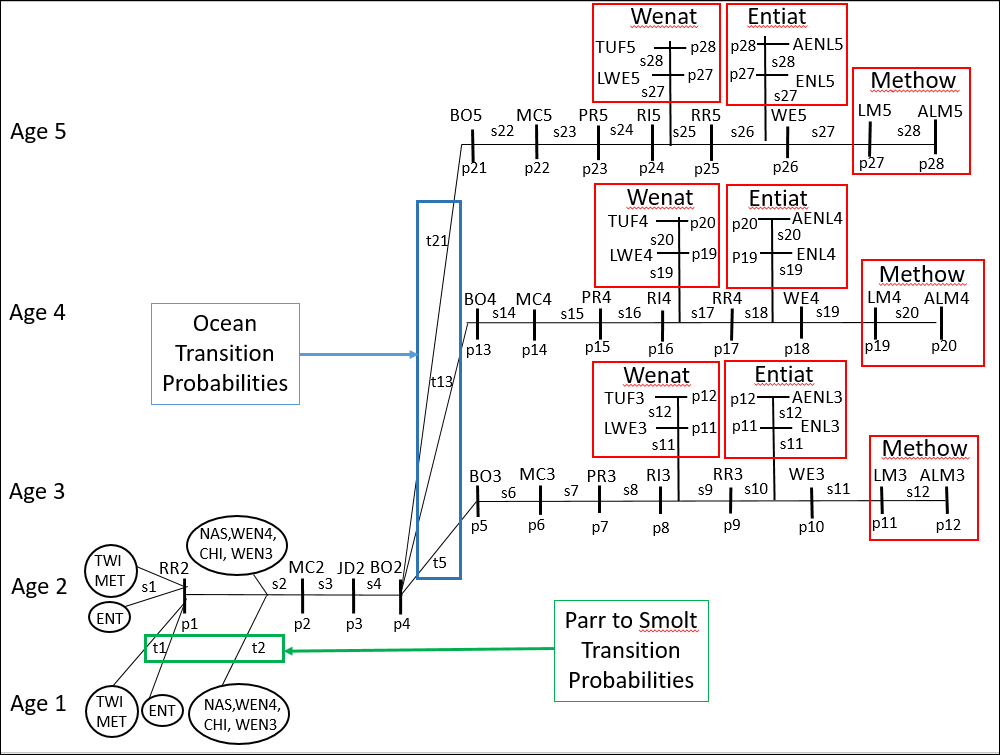 Wenat
TUF5 p28
s28
LWE5 p27
s27
Entiat
p28 AENL5
s28
p27 ENL5
s27
Methow
LM5 ALM5
s28
p27 p28
Age 5
BO5 s22 MC5 s23 PR5 s24 RI5 s25 RR5 s26 WE5 s27
p21 p22 p23 p24 p25 p26
Wenat
TUF4 p20
s20
LWE4 p19
s19
Entiat
p20 AENL4
s20
P19 ENL4
s19
Methow
LM4 ALM4
s20
p19 p20
t21
Age 4
BO4 s14 MC4 s15 PR4 s16 RI4 s17 RR4 s18 WE4 s19
p13 p14 p15 p16 p17 p18
Ocean
Transition
Probabilities
t13
Wenat
TUF3 p12
s12
LWE3 p11
s11
Entiat
p12 AENL3
s12
p11 ENL3
s11
Methow
LM3 ALM3
s12
p11 p12
Age 3
BO3 s6 MC3 s7 PR3 s8 RI3 s9 RR3 s10 WE3 s11
p5 p6 p7 p8 p9 p10
t5
NAS,WEN4,
CHI, WEN3
TWI
MET
Age 2
s1 RR2 s2 MC2 s3 JD2 s4 BO2
ENT
p1 p2 p3 p4
t1 t2
Parr to Smolt
Transition
Probabilities
Age 1
TWI
MET
ENT
NAS,WEN4,
CHI, WEN3